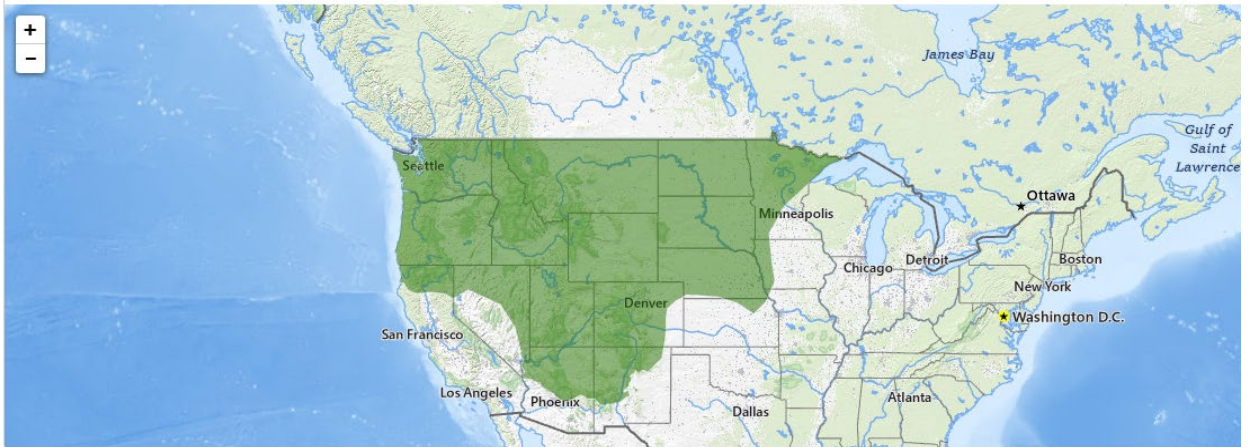 +
−
James Bay
Gulf of
Saint
Lawrence
Seattle
Ottawa
Minneapolis
Chicago
Detroit
Boston
New York
Denver
Washington D.C.
San Francisco
Los Angeles
Phoenix
Dallas
Atlanta